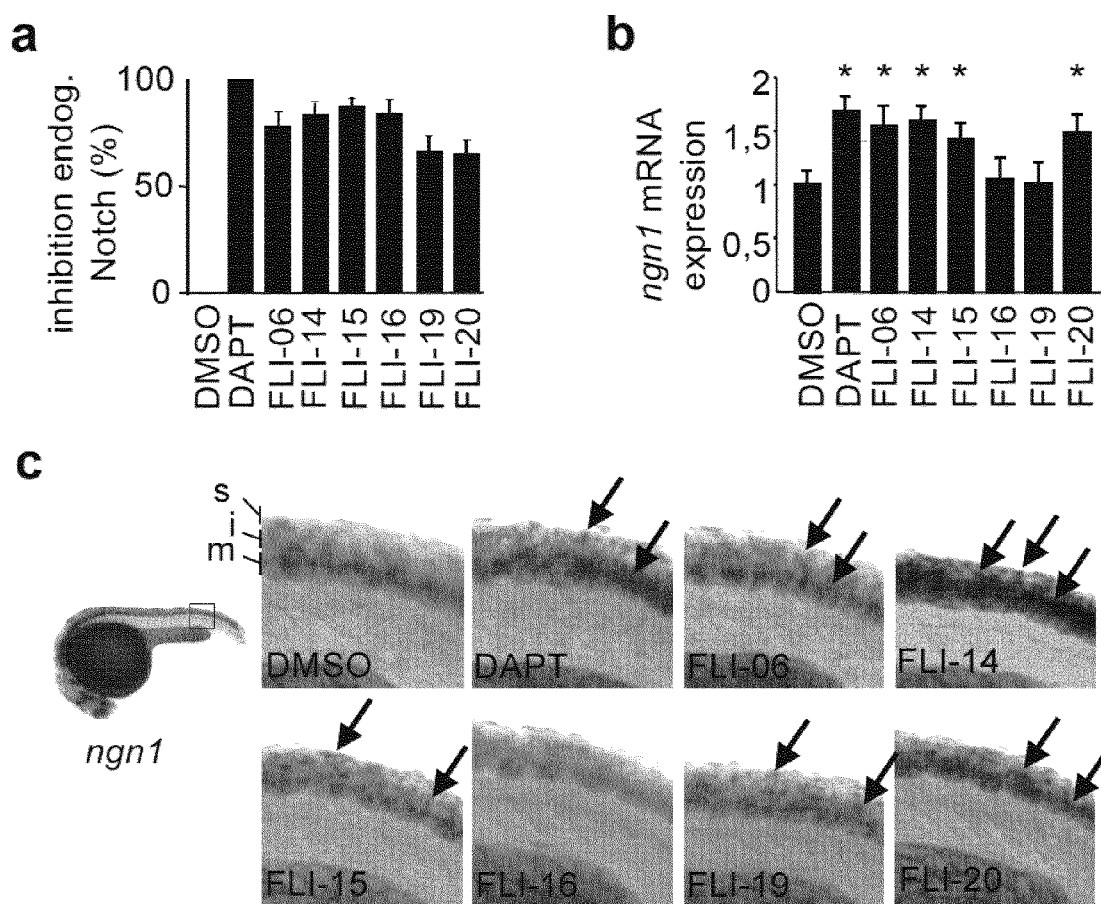 a
inhibition endog.
Notch (%)
100
50
0
DMSO
DAPT
FLI-06
FLI-14
FLI-15
FLI-16
FLI-19
FLI-20
b
ngn1 mRNA
expression
2
1,5
1
0,5
0
* * * * *
DMSO
DAPT
FLI-06
FLI-14
FLI-15
FLI-16
FLI-19
FLI-20
c
s
i
m
ngn1
DMSO
DAPT
FLI-06
FLI-14
FLI-15
FLI-16
FLI-19
FLI-20